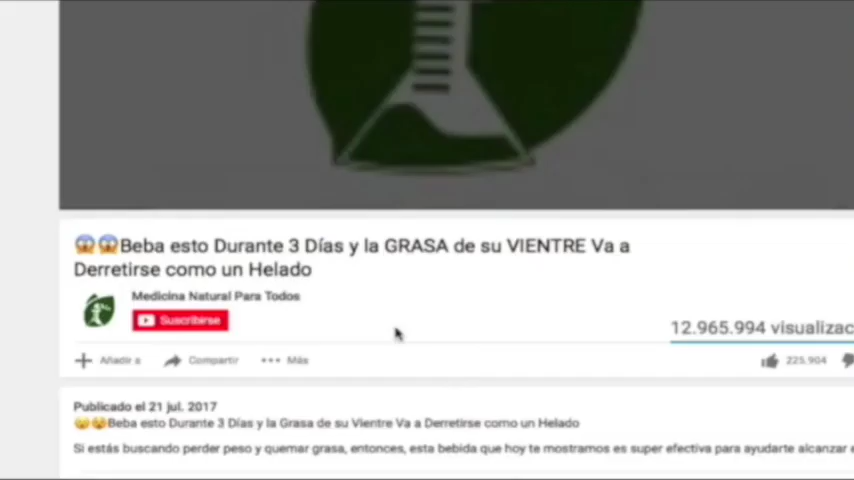 😱😱Beba esto Durante 3 Días y la GRASA de su VIENTRE Va a
Derretirse como un Helado
Medicina Natural Para Todos
Suscribirse
12.965.994 visualizac
Añadir a Compartir Más
225.904
Publicado el 21 jul. 2017
😱😱Beba esto Durante 3 Días y la Grasa de su Vientre Va a Derretirse como un Helado
Si estás buscando perder peso y quemar grasa, entonces, esta bebida que hoy te mostramos es super efectiva para ayudarte alcanzar e